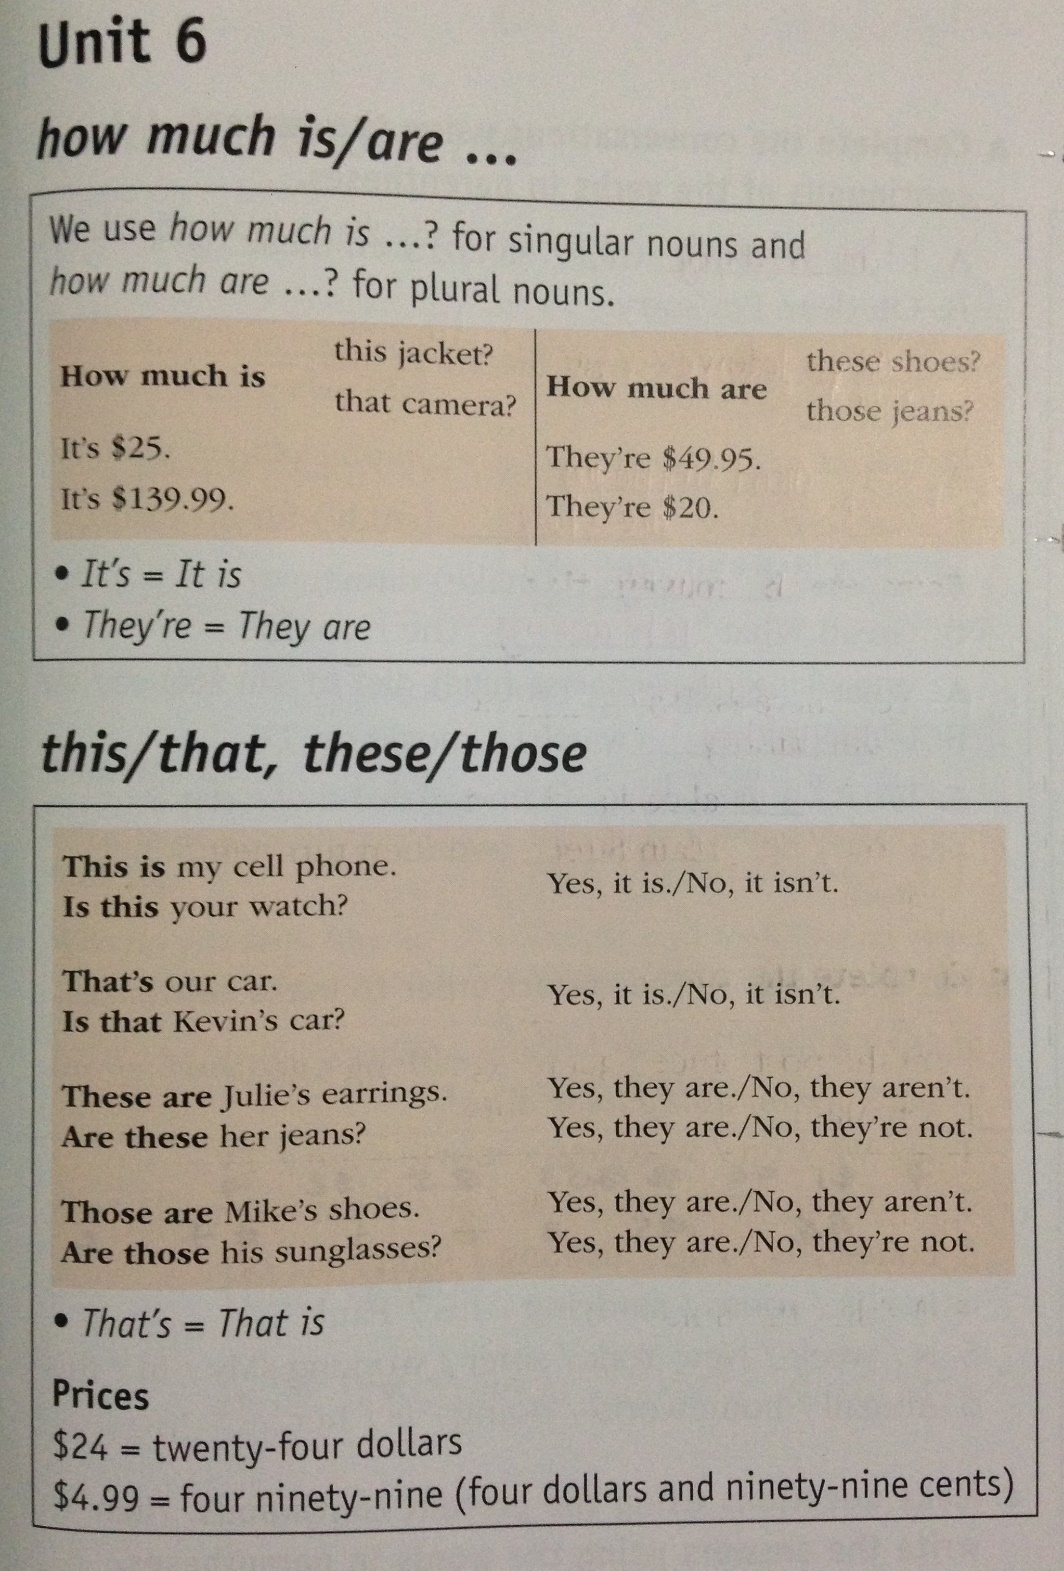 Unit 6
how much is/are ...
We use how much is ...? for singular nouns and
how much are ...? for plural nouns.
How much is
this jacket?
that camera?
It's $25.
It's $139.99.
How much are
these shoes?
those jeans?
They're $49.95.
They're $20.
• It's = It is
• They're = They are
this/that, these/those
This is my cell phone.
Is this your watch?
Yes, it is./No, it isn't.
That's our car.
Is that Kevin's car?
Yes, it is./No, it isn't.
These are Julie's earrings.
Are these her jeans?
Yes, they are./No, they aren't.
Yes, they are./No, they're not.
Those are Mike's shoes.
Are those his sunglasses?
Yes, they are./No, they aren't.
Yes, they are./No, they're not.
• That's = That is
Prices
$24 = twenty-four dollars
$4.99 = four ninety-nine (four dollars and ninety-nine cents)